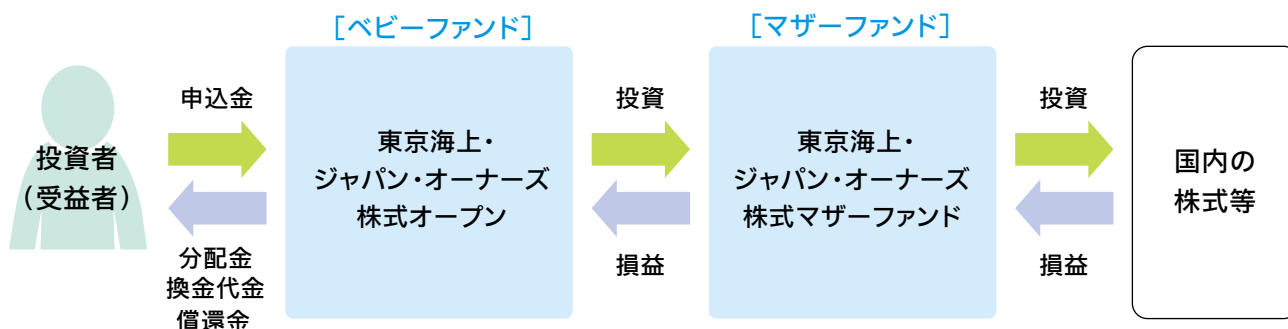 [ベビーファンド]
[マザーファンド]
投資者
(受益者)
申込金
分配金
換金代金
償還金
東京海上・
ジャパン・オーナーズ
株式オープン
投資
損益
東京海上・
ジャパン・オーナーズ
株式マザーファンド
投資
損益
国内の
株式等